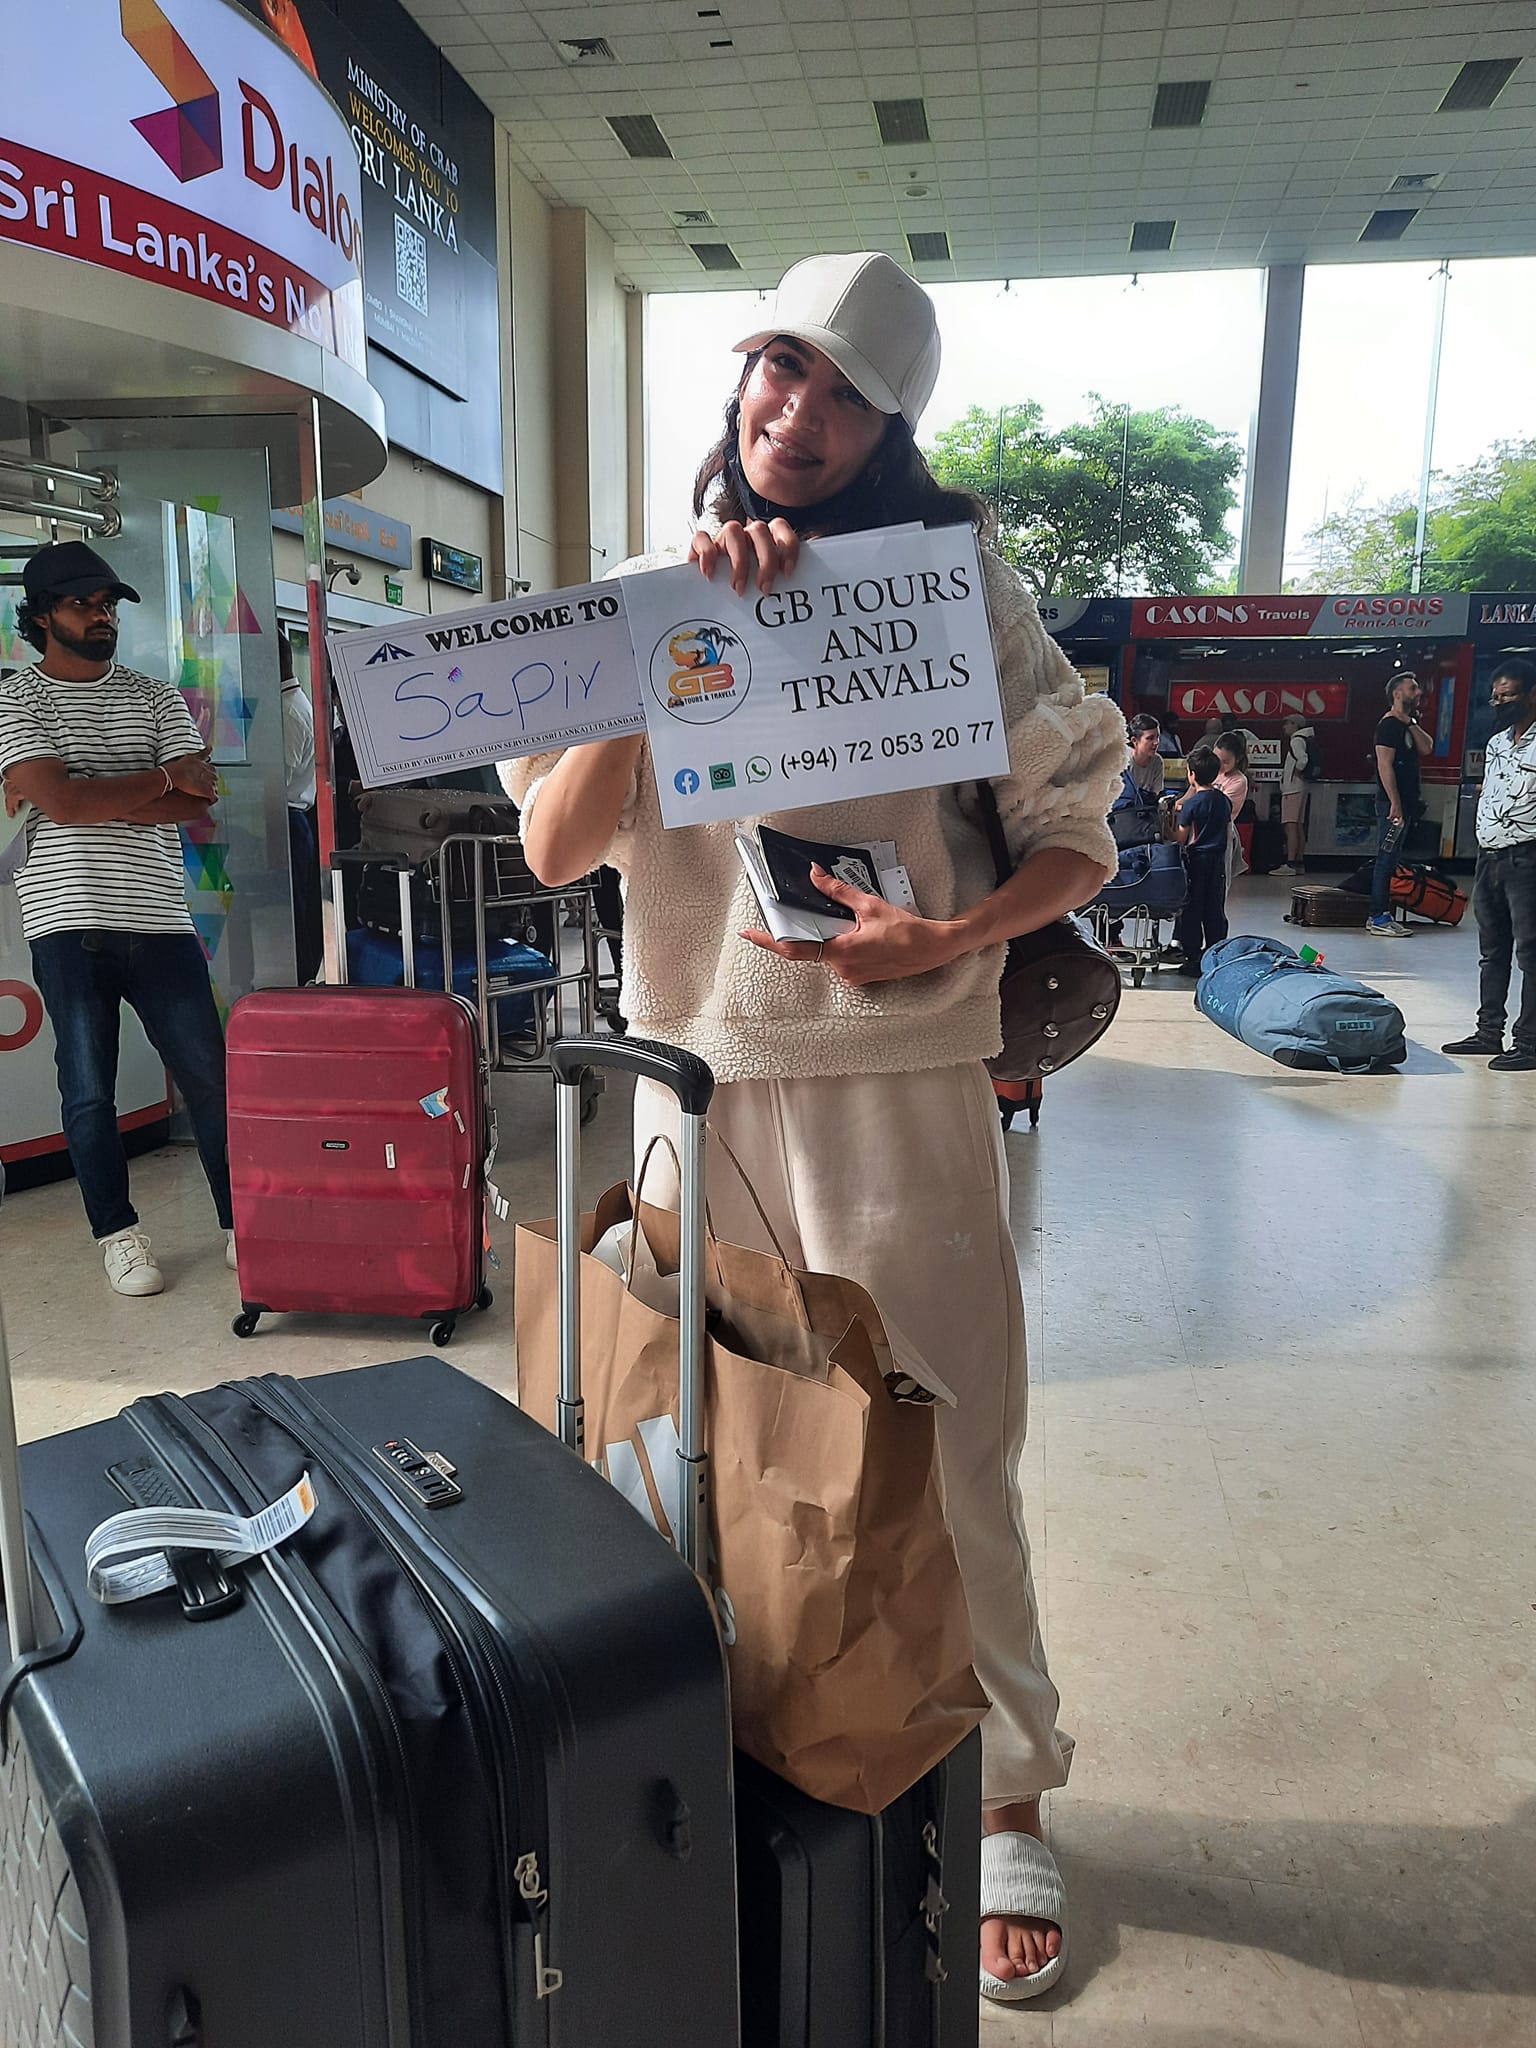 Dialog
Sri Lanka's No
MINISTRY OF CRAB
WELCOMES YOU TO
SRI LANKA
EXIT
WELCOME TO
Sapir
ISSUED BY AIRPORT & AVIATION SERVICES (SRI LANKA) LTD, BANDARA
GB TOURS
AND
TRAVALS
GB
TOURS & TRAVELS
(+94) 72 053 20 77
CASONS Travels
CASONS
Rent-A-Car
LANKA
CASONS
TAXI